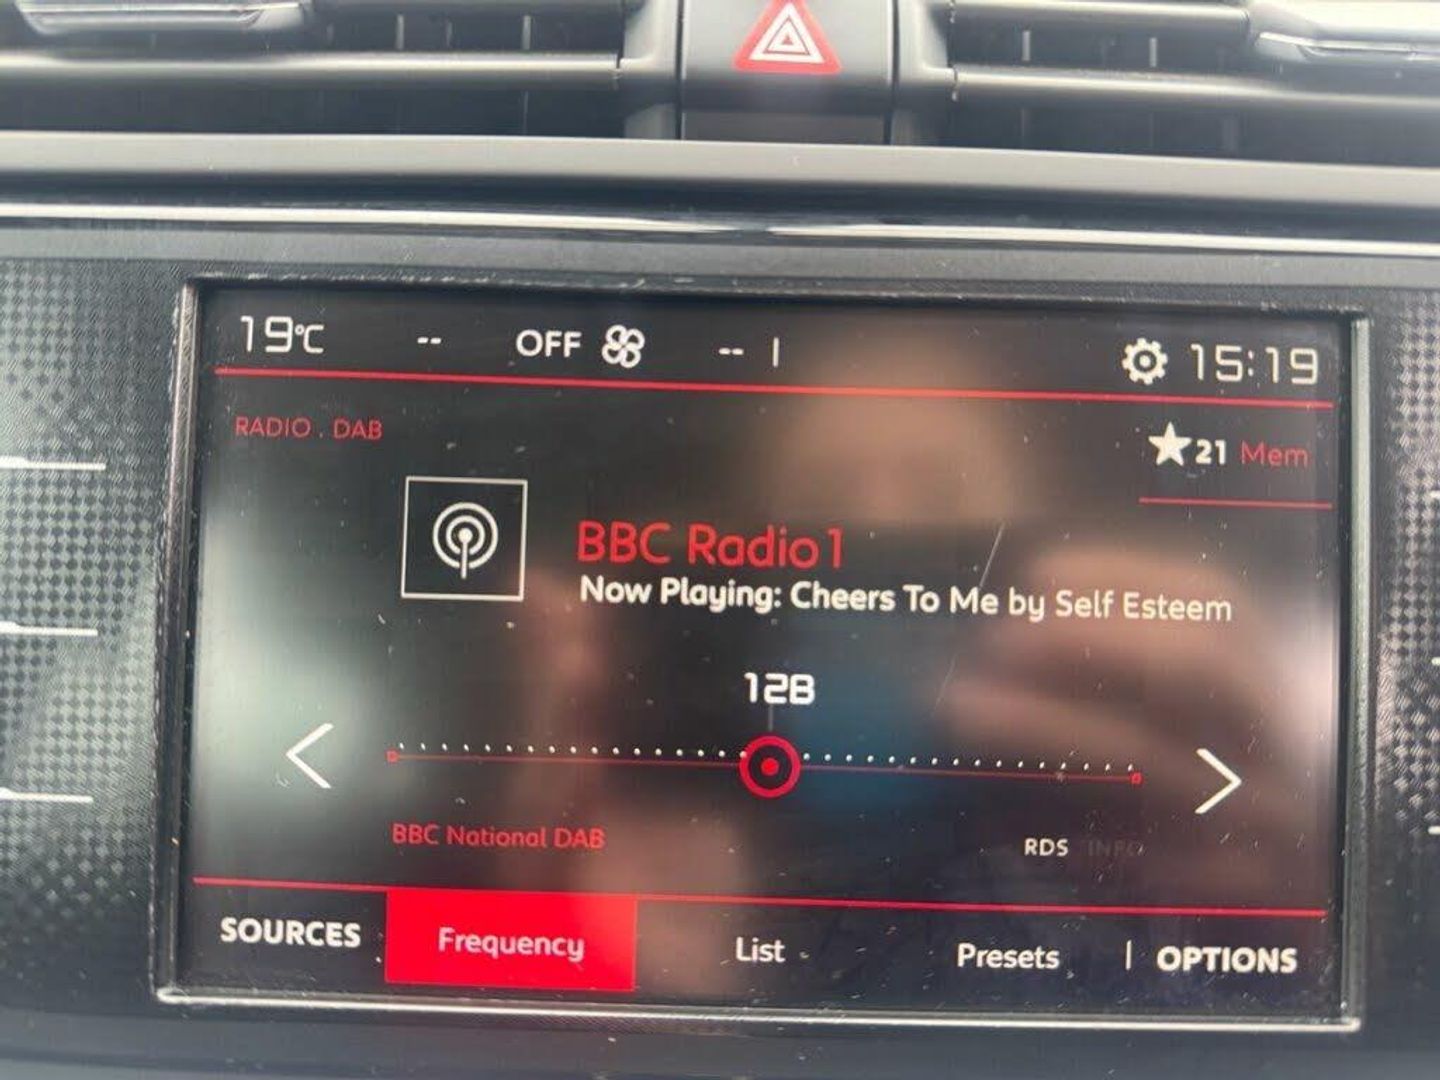 19°C -- OFF -- | 15:19
RADIO . DAB
★21 Mem
BBC Radio1
Now Playing: Cheers To Me by Self Esteem
12B
BBC National DAB
RDS INFO
SOURCES Frequency List Presets | OPTIONS